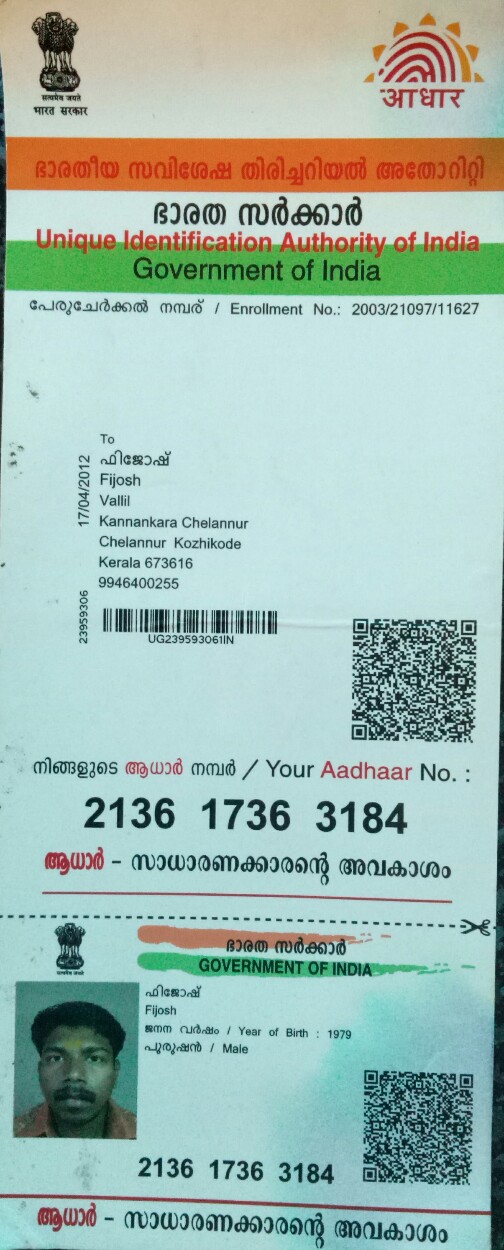 सत्यमेव जयते
भारत सरकार
आधार
ഭാരതീയ സവിശേഷ തിരിച്ചറിയൽ അതോറിറ്റി
ഭാരത സർക്കാർ
Unique Identification Authority of India
Government of India
പേരുചേർക്കൽ നമ്പര് / Enrollment No.: 2003/21097/11627
17/04/2012
To
ഫിജോഷ്
Fijosh
Vallil
Kannankara Chelannur
Chelannur Kozhikode
Kerala 673616
9946400255
23959306
UG239593061IN
നിങ്ങളുടെ ആധാർ നമ്പർ / Your Aadhaar No. :
2136 1736 3184
ആധാർ - സാധാരണക്കാരന്റെ അവകാശം
ഭാരത സർക്കാർ
GOVERNMENT OF INDIA
ഫിജോഷ്
Fijosh
ജനന വർഷം / Year of Birth : 1979
പുരുഷൻ / Male
2136 1736 3184
ആധാർ - സാധാരണക്കാരന്റെ അവകാശം